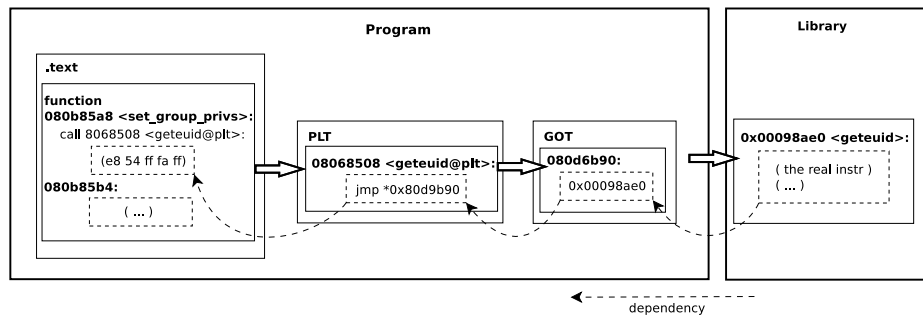 Program
Library
.text
function
080b85a8 <set_group_privs>:
call 8068508 <geteuid@plt>:
(e8 54 ff fa ff)
080b85b4:
( ... )
PLT
08068508 <geteuid@plt>:
jmp *0x80d9b90
GOT
080d6b90:
0x00098ae0
0x00098ae0 <geteuid>:
( the real instr )
( ... )
dependency